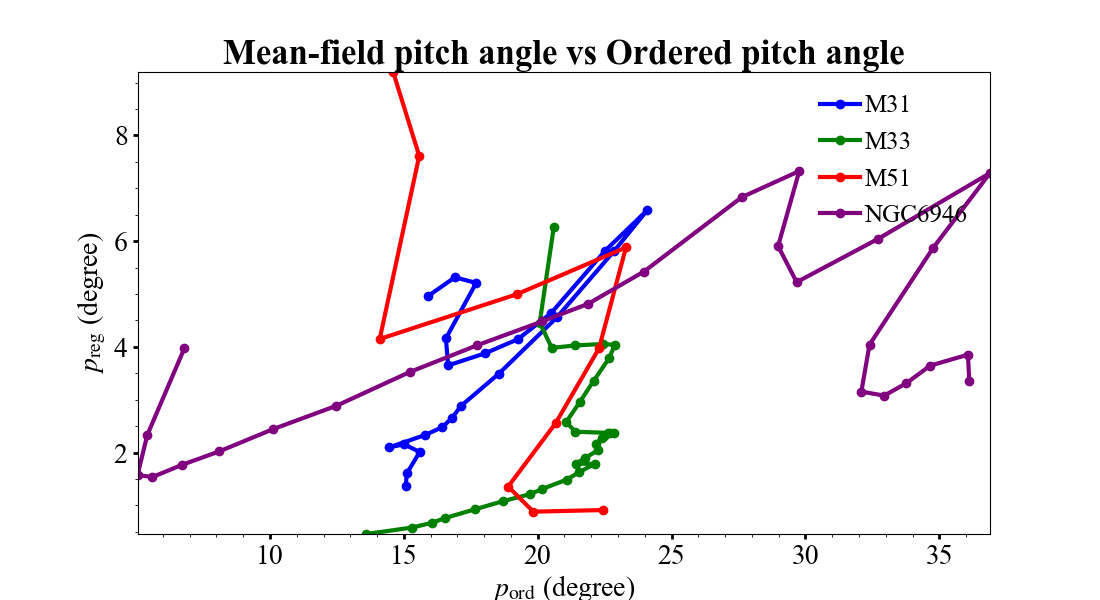 Mean-field pitch angle vs Ordered pitch angle
M31
M33
M51
NGC6946
8
6
4
2
p_reg (degree)
10 15 20 25 30 35
p_ord (degree)